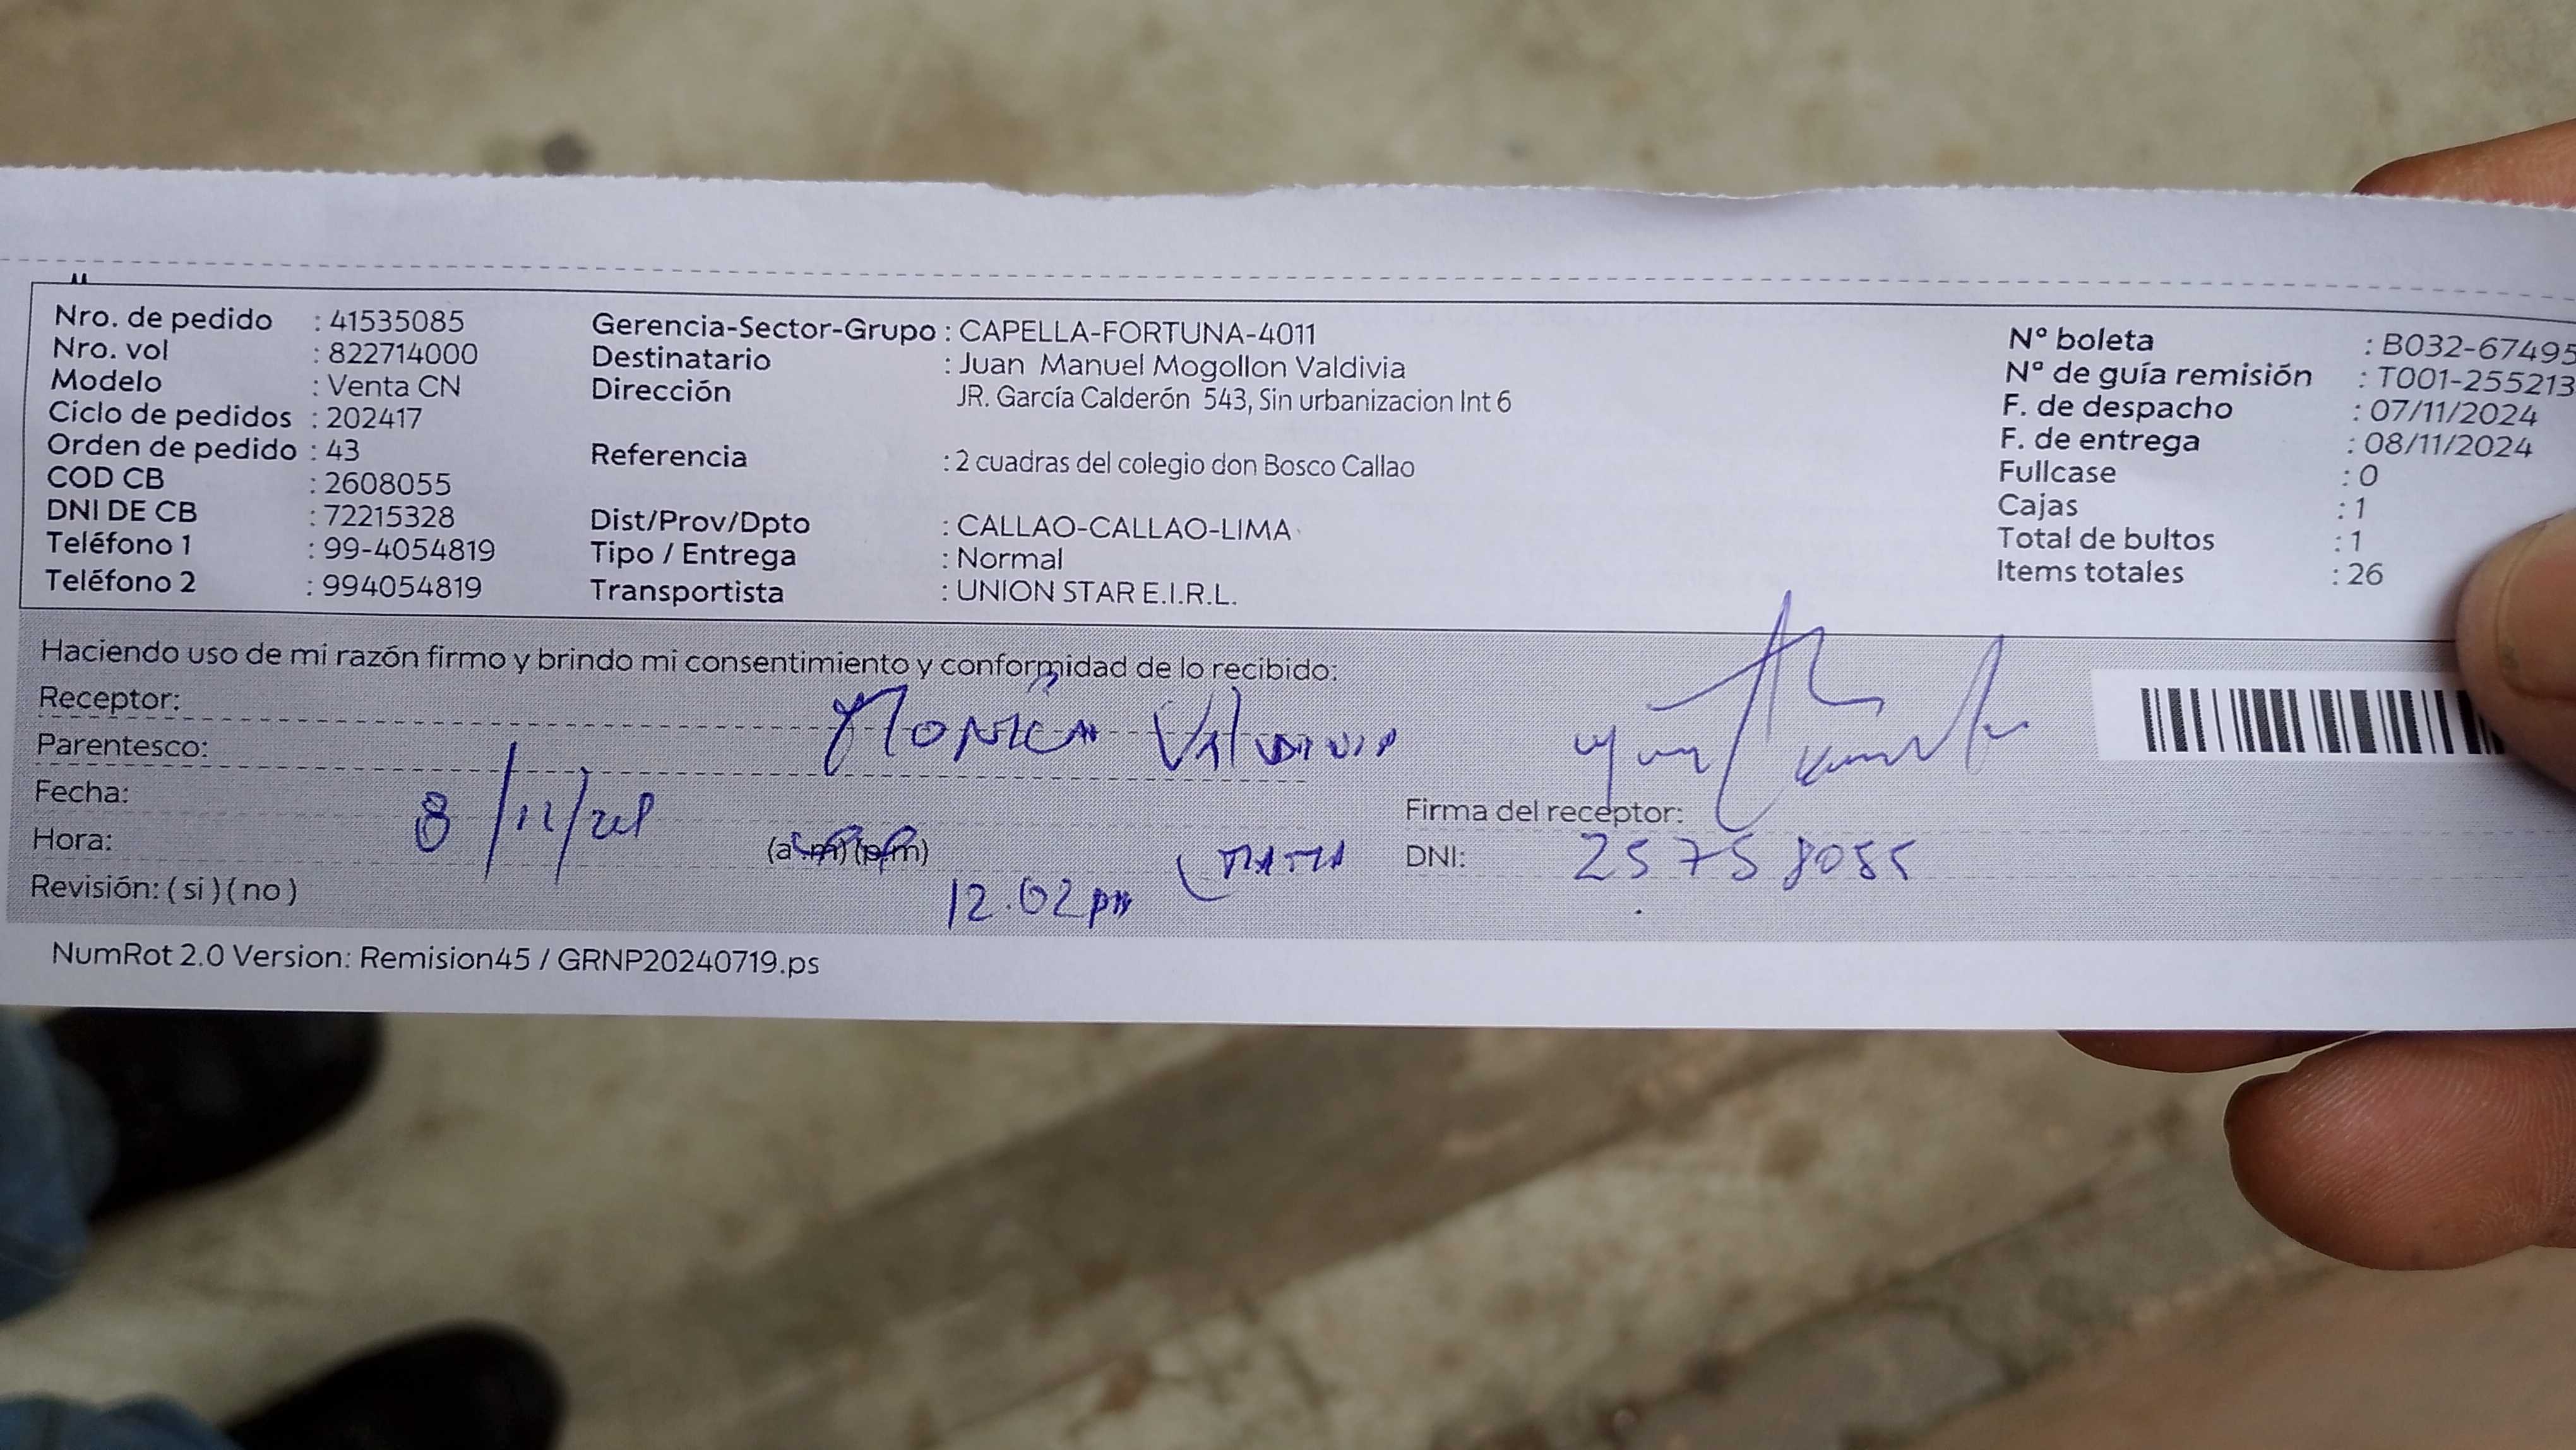 Nro. de pedido : 41535085
Nro. vol : 822714000
Modelo : Venta CN
Ciclo de pedidos : 202417
Orden de pedido : 43
COD CB : 2608055
DNI DE CB : 72215328
Teléfono 1 : 99-4054819
Teléfono 2 : 994054819
Gerencia-Sector-Grupo : CAPELLA-FORTUNA-4011
Destinatario : Juan Manuel Mogollon Valdivia
Dirección JR. García Calderón 543, Sin urbanizacion Int 6
Referencia : 2 cuadras del colegio don Bosco Callao
Dist/Prov/Dpto : CALLAO-CALLAO-LIMA
Tipo / Entrega : Normal
Transportista : UNION STAR E.I.R.L.
N° boleta : B032-67495
N° de guía remisión : T001-255213
F. de despacho : 07/11/2024
F. de entrega : 08/11/2024
Fullcase : 0
Cajas : 1
Total de bultos : 1
Items totales : 26
Haciendo uso de mi razón firmo y brindo mi consentimiento y conformidad de lo recibido:
Receptor: Monica Valdivia
Parentesco:
Fecha: 8/11/
Hora: (a.m) (p.m) 12.02 pm
Revisión: ( si ) ( no )
Firma del receptor:
DNI: 25758085
NumRot 2.0 Version: Remision45 / GRNP20240719.ps